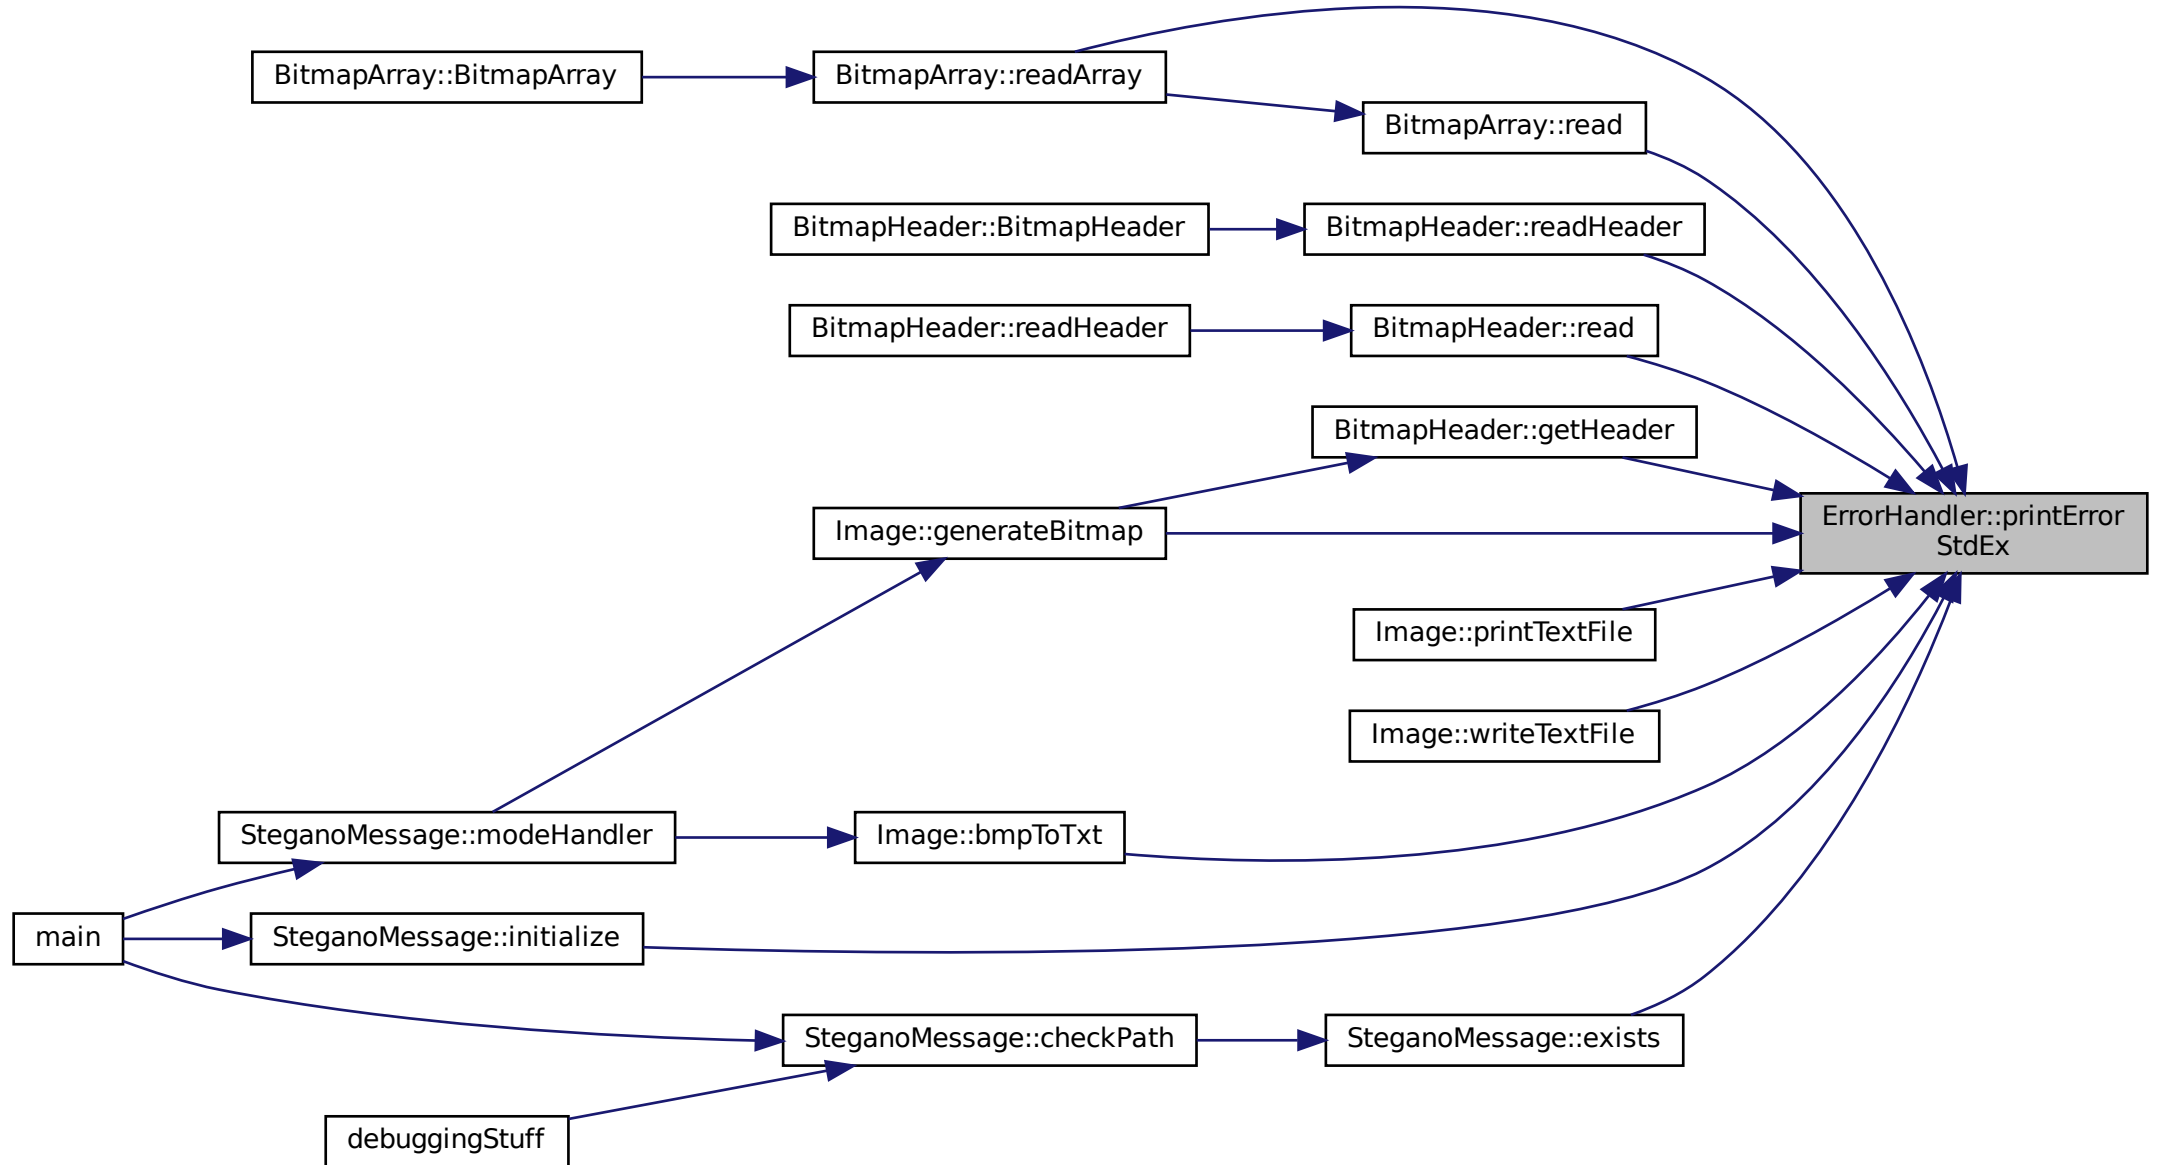 BitmapArray::BitmapArray
BitmapArray::readArray
BitmapArray::read
BitmapHeader::BitmapHeader
BitmapHeader::readHeader
BitmapHeader::readHeader
BitmapHeader::read
BitmapHeader::getHeader
ErrorHandler::printError
StdEx
Image::generateBitmap
Image::printTextFile
Image::writeTextFile
SteganoMessage::modeHandler
Image::bmpToTxt
main
SteganoMessage::initialize
SteganoMessage::checkPath
SteganoMessage::exists
debuggingStuff